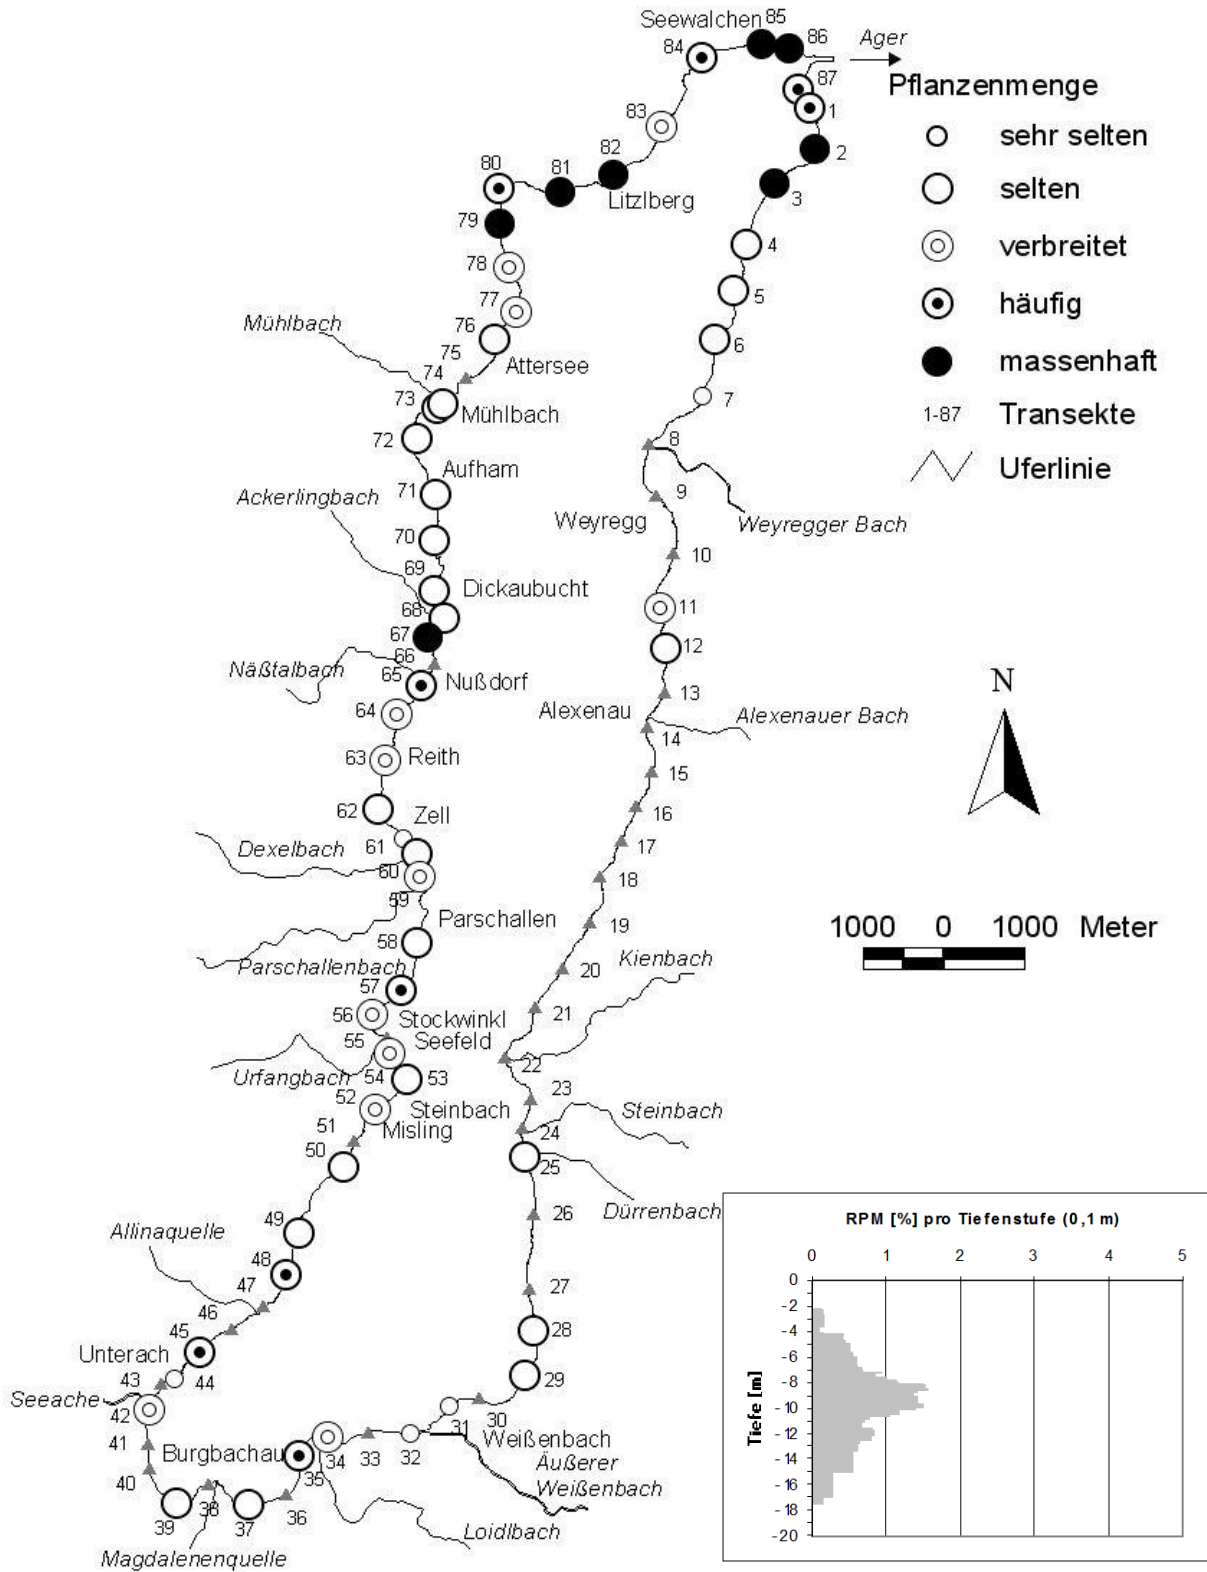 Seewalchen
85
86
84
Ager
87
Pflanzenmenge
1
sehr selten
83
82
2
81
80
3
selten
Litzlberg
79
4
verbreitet
78
5
häufig
77
Mühlbach
76
6
75
Attersee
massenhaft
74
7
73
Mühlbach
1-87
Transekte
72
8
Aufham
Uferlinie
71
9
Ackerlingbach
Weyregg
Weyregger Bach
70
10
69
Dickaubucht
68
11
67
12
66
Näßtalbach
65
Nußdorf
13
N
64
Alexenau
Alexenauer Bach
14
63
Reith
15
62
16
Zell
17
Dexelbach
61
60
18
59
Parschallen
19
1000
0
1000
Meter
58
Kienbach
Parschallenbach
20
57
56
Stockwinkl
21
55
Seefeld
22
Urfangbach
54
53
23
52
Steinbach
Steinbach
Misling
51
24
50
25
Dürrenbach
26
49
RPM [%] pro Tiefenstufe (0,1 m)
Allinaquelle
48
0
1
2
3
4
5
47
27
46
45
28
Unterach
44
43
29
Seeache
42
31
30
41
33
32
Weißenbach
Burgbachau
34
Äußerer
35
Weißenbach
40
38
36
39
37
Loidlbach
Magdalenenquelle
0
-2
-4
-6
-8
-10
-12
-14
-16
-18
-20
Tiefe [m]